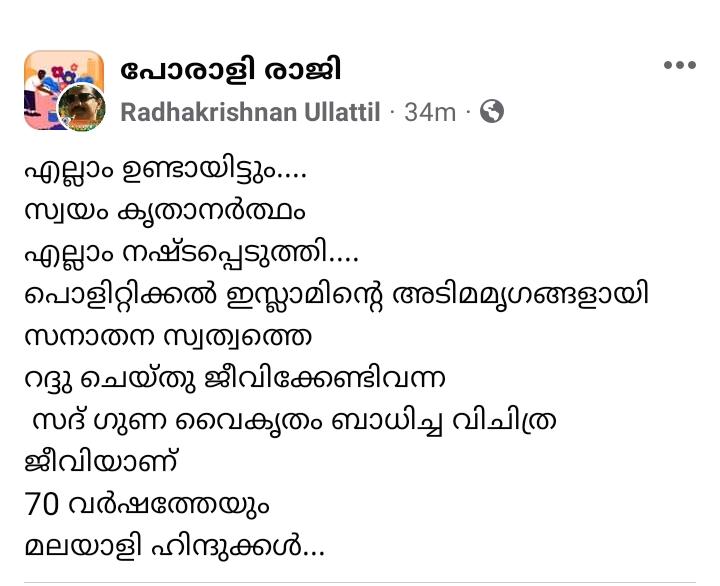 പോരാളി രാജി
Radhakrishnan Ullattil · 34m ·
എല്ലാം ഉണ്ടായിട്ടും....
സ്വയം കൃതാനർത്ഥം
എല്ലാം നഷ്ടപ്പെടുത്തി....
പൊളിറ്റിക്കൽ ഇസ്ലാമിന്റെ അടിമമൃഗങ്ങളായി
സനാതന സ്വത്വത്തെ
റദ്ദു ചെയ്തു ജീവിക്കേണ്ടിവന്ന
സദ് ഗുണ വൈകൃതം ബാധിച്ച വിചിത്ര
ജീവിയാണ്
70 വർഷത്തേയും
മലയാളി ഹിന്ദുക്കൾ...